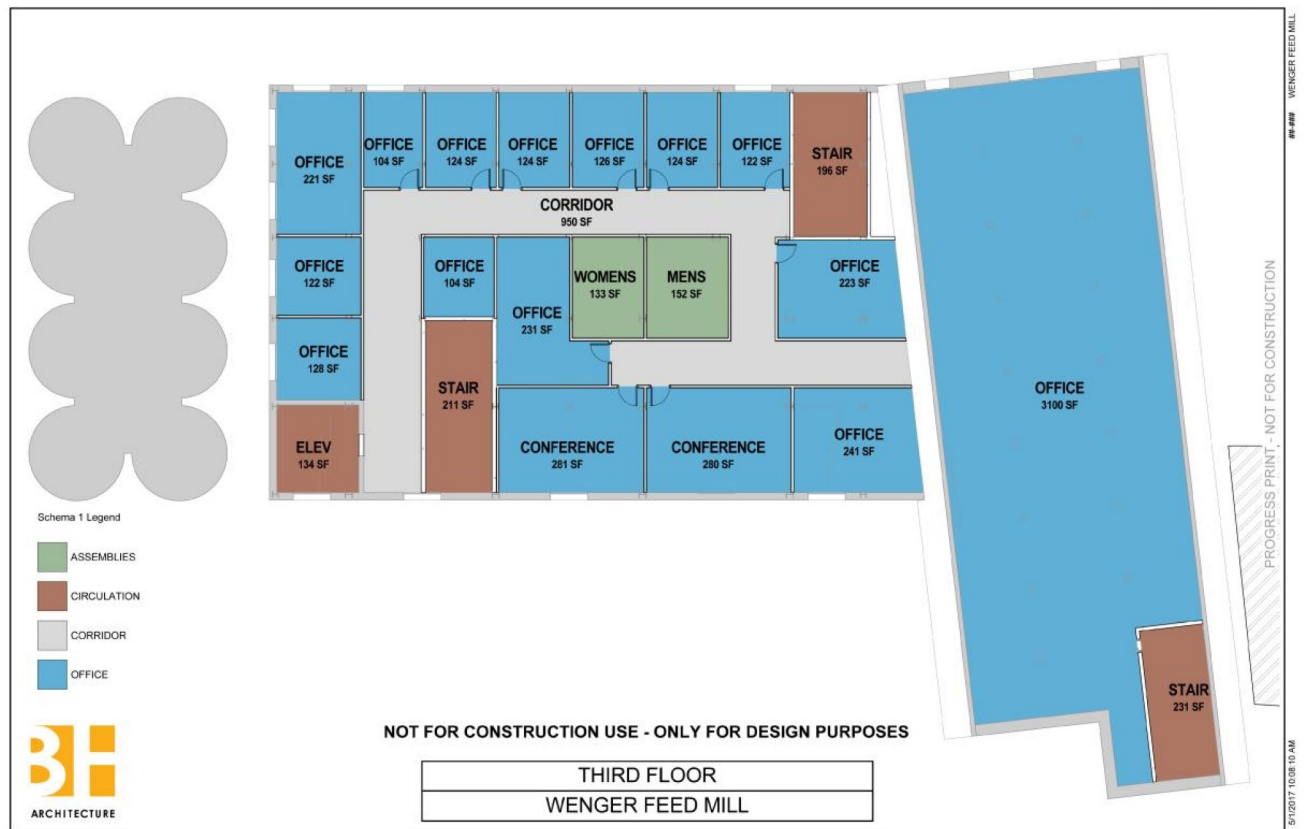 OFFICE
221 SF
OFFICE
104 SF
OFFICE
124 SF
OFFICE
124 SF
OFFICE
126 SF
OFFICE
124 SF
OFFICE
122 SF
STAIR
196 SF
CORRIDOR
950 SF
OFFICE
122 SF
OFFICE
104 SF
OFFICE
231 SF
WOMENS
133 SF
MENS
152 SF
OFFICE
223 SF
OFFICE
128 SF
STAIR
211 SF
ELEV
134 SF
CONFERENCE
281 SF
CONFERENCE
280 SF
OFFICE
241 SF
OFFICE
3100 SF
STAIR
231 SF
Schema 1 Legend
ASSEMBLIES
CIRCULATION
CORRIDOR
OFFICE
BH
ARCHITECTURE
NOT FOR CONSTRUCTION USE - ONLY FOR DESIGN PURPOSES
THIRD FLOOR
WENGER FEED MILL
PROGRESS PRINT - NOT FOR CONSTRUCTION
##-### WENGER FEED MILL
5/1/2017 10:08:10 AM